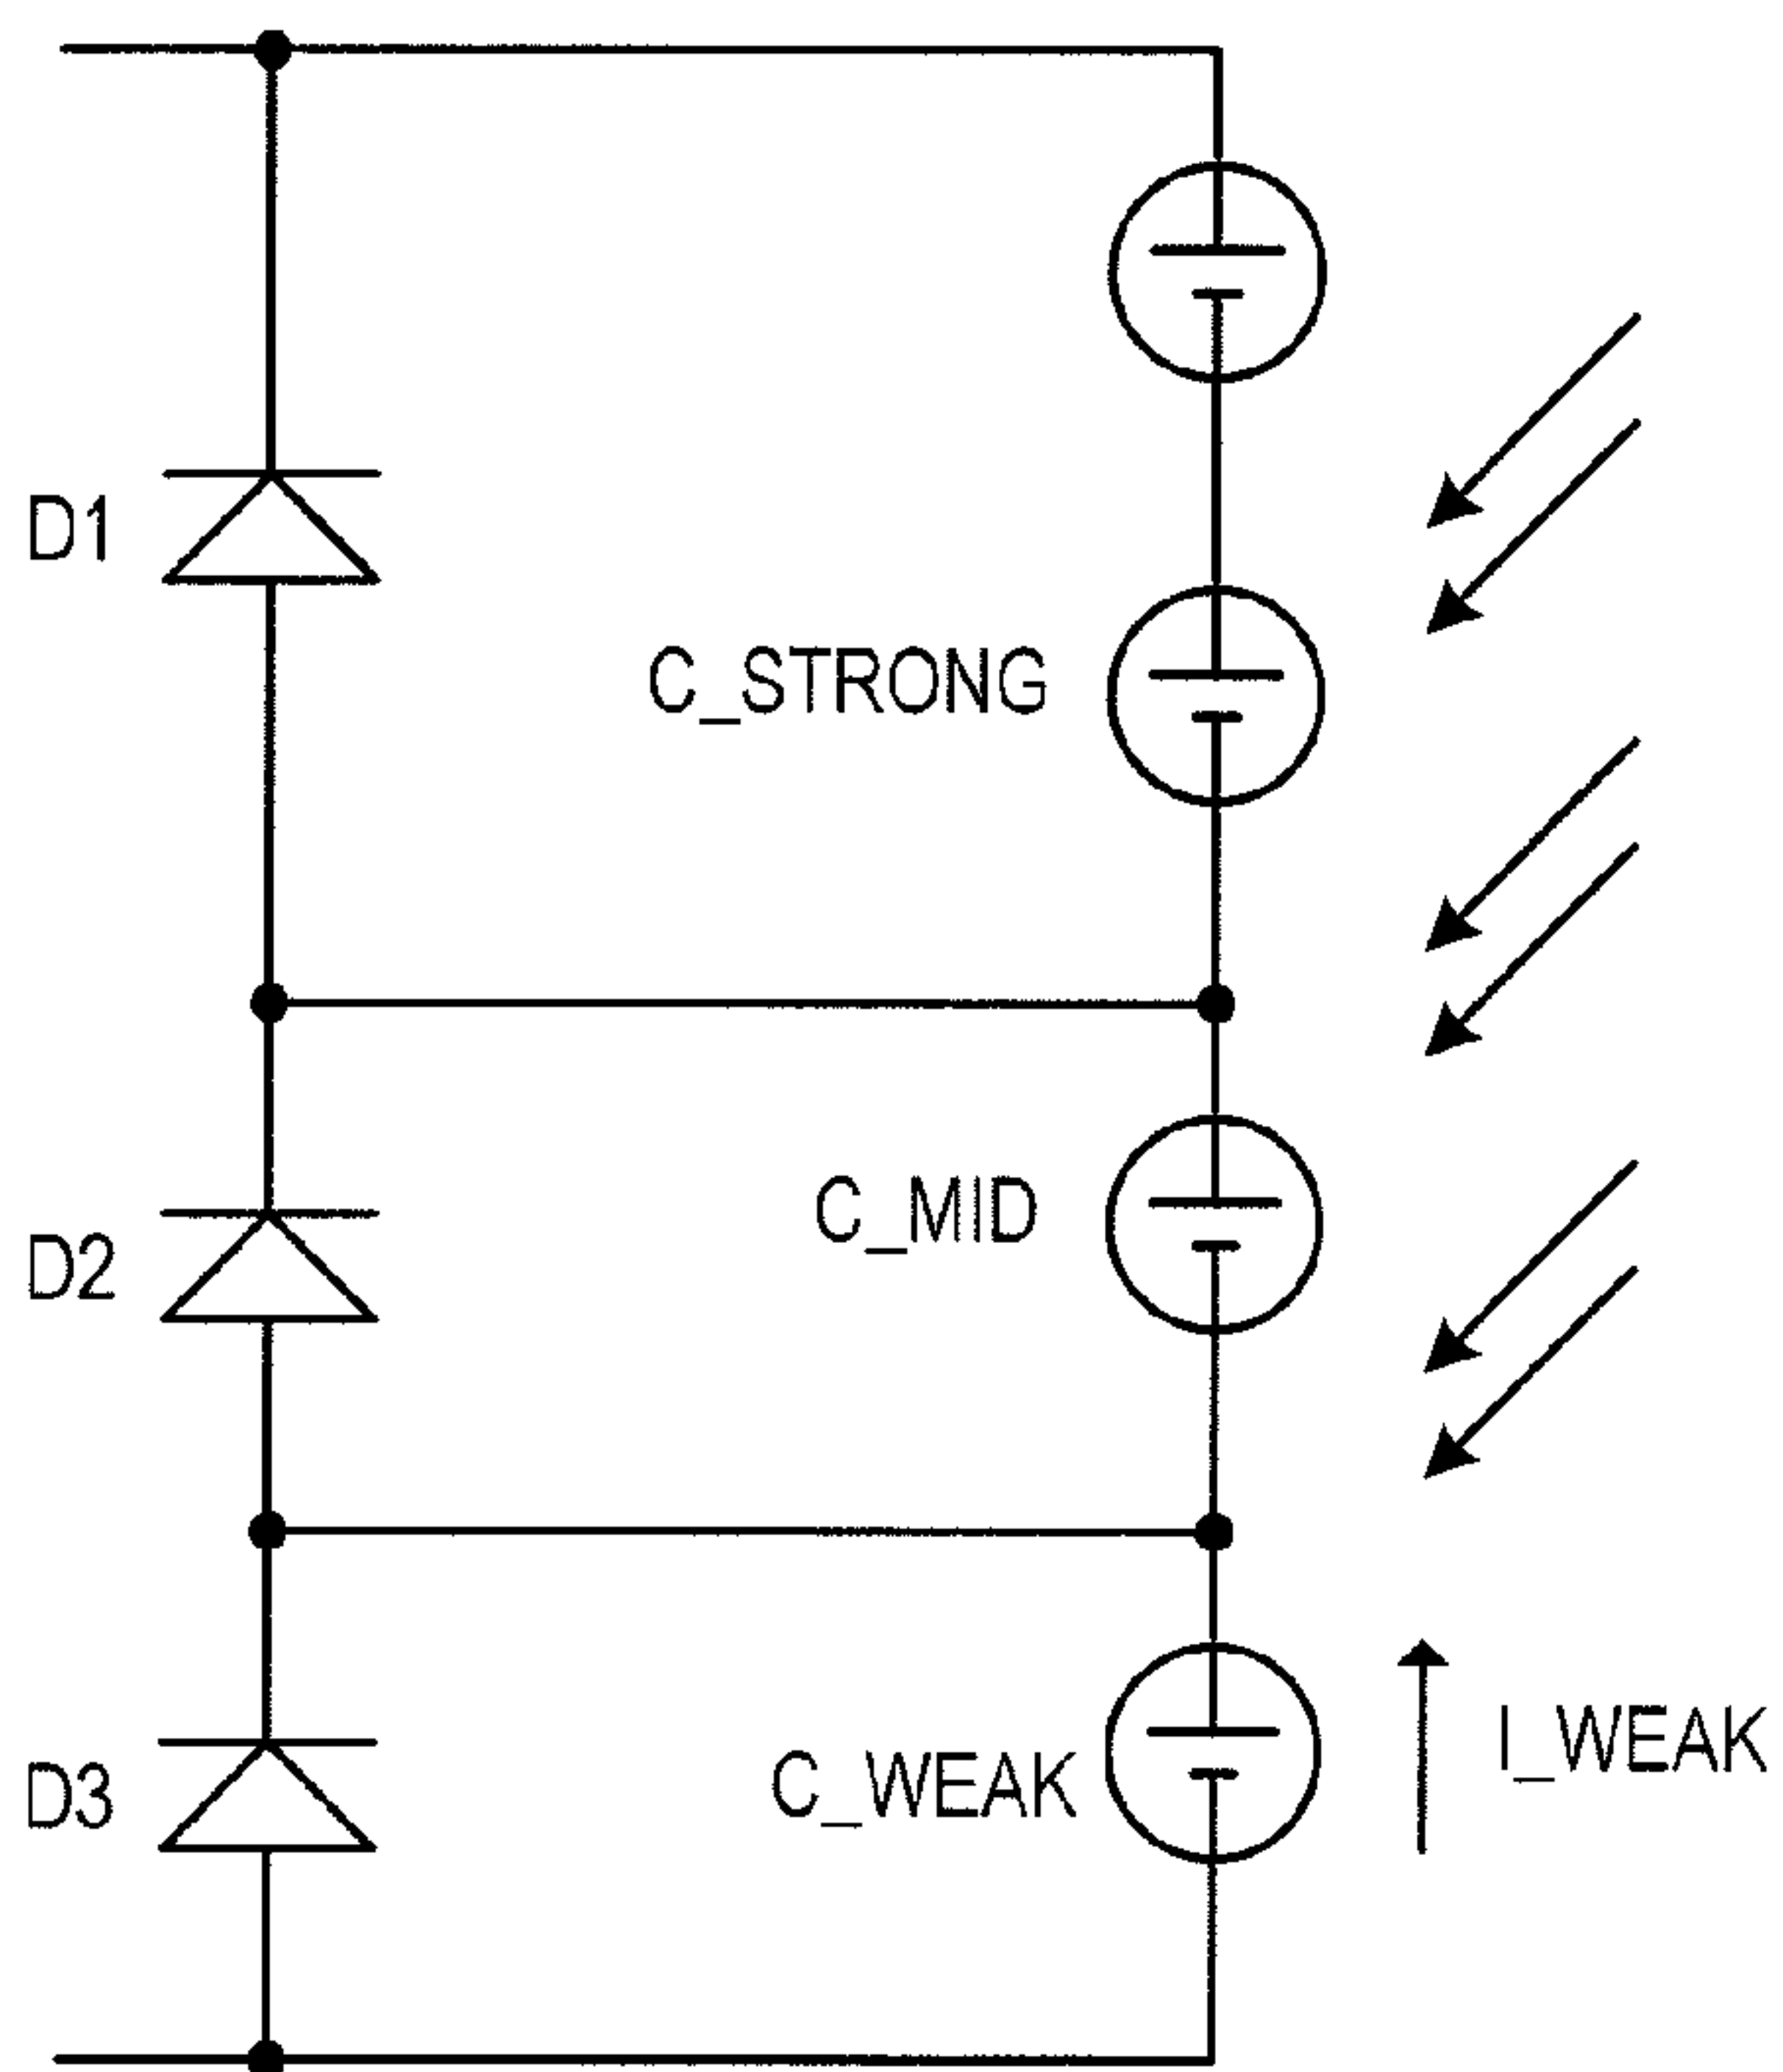 D1
C_STRONG
C_MID
D2
C_WEAK
I_WEAK
D3